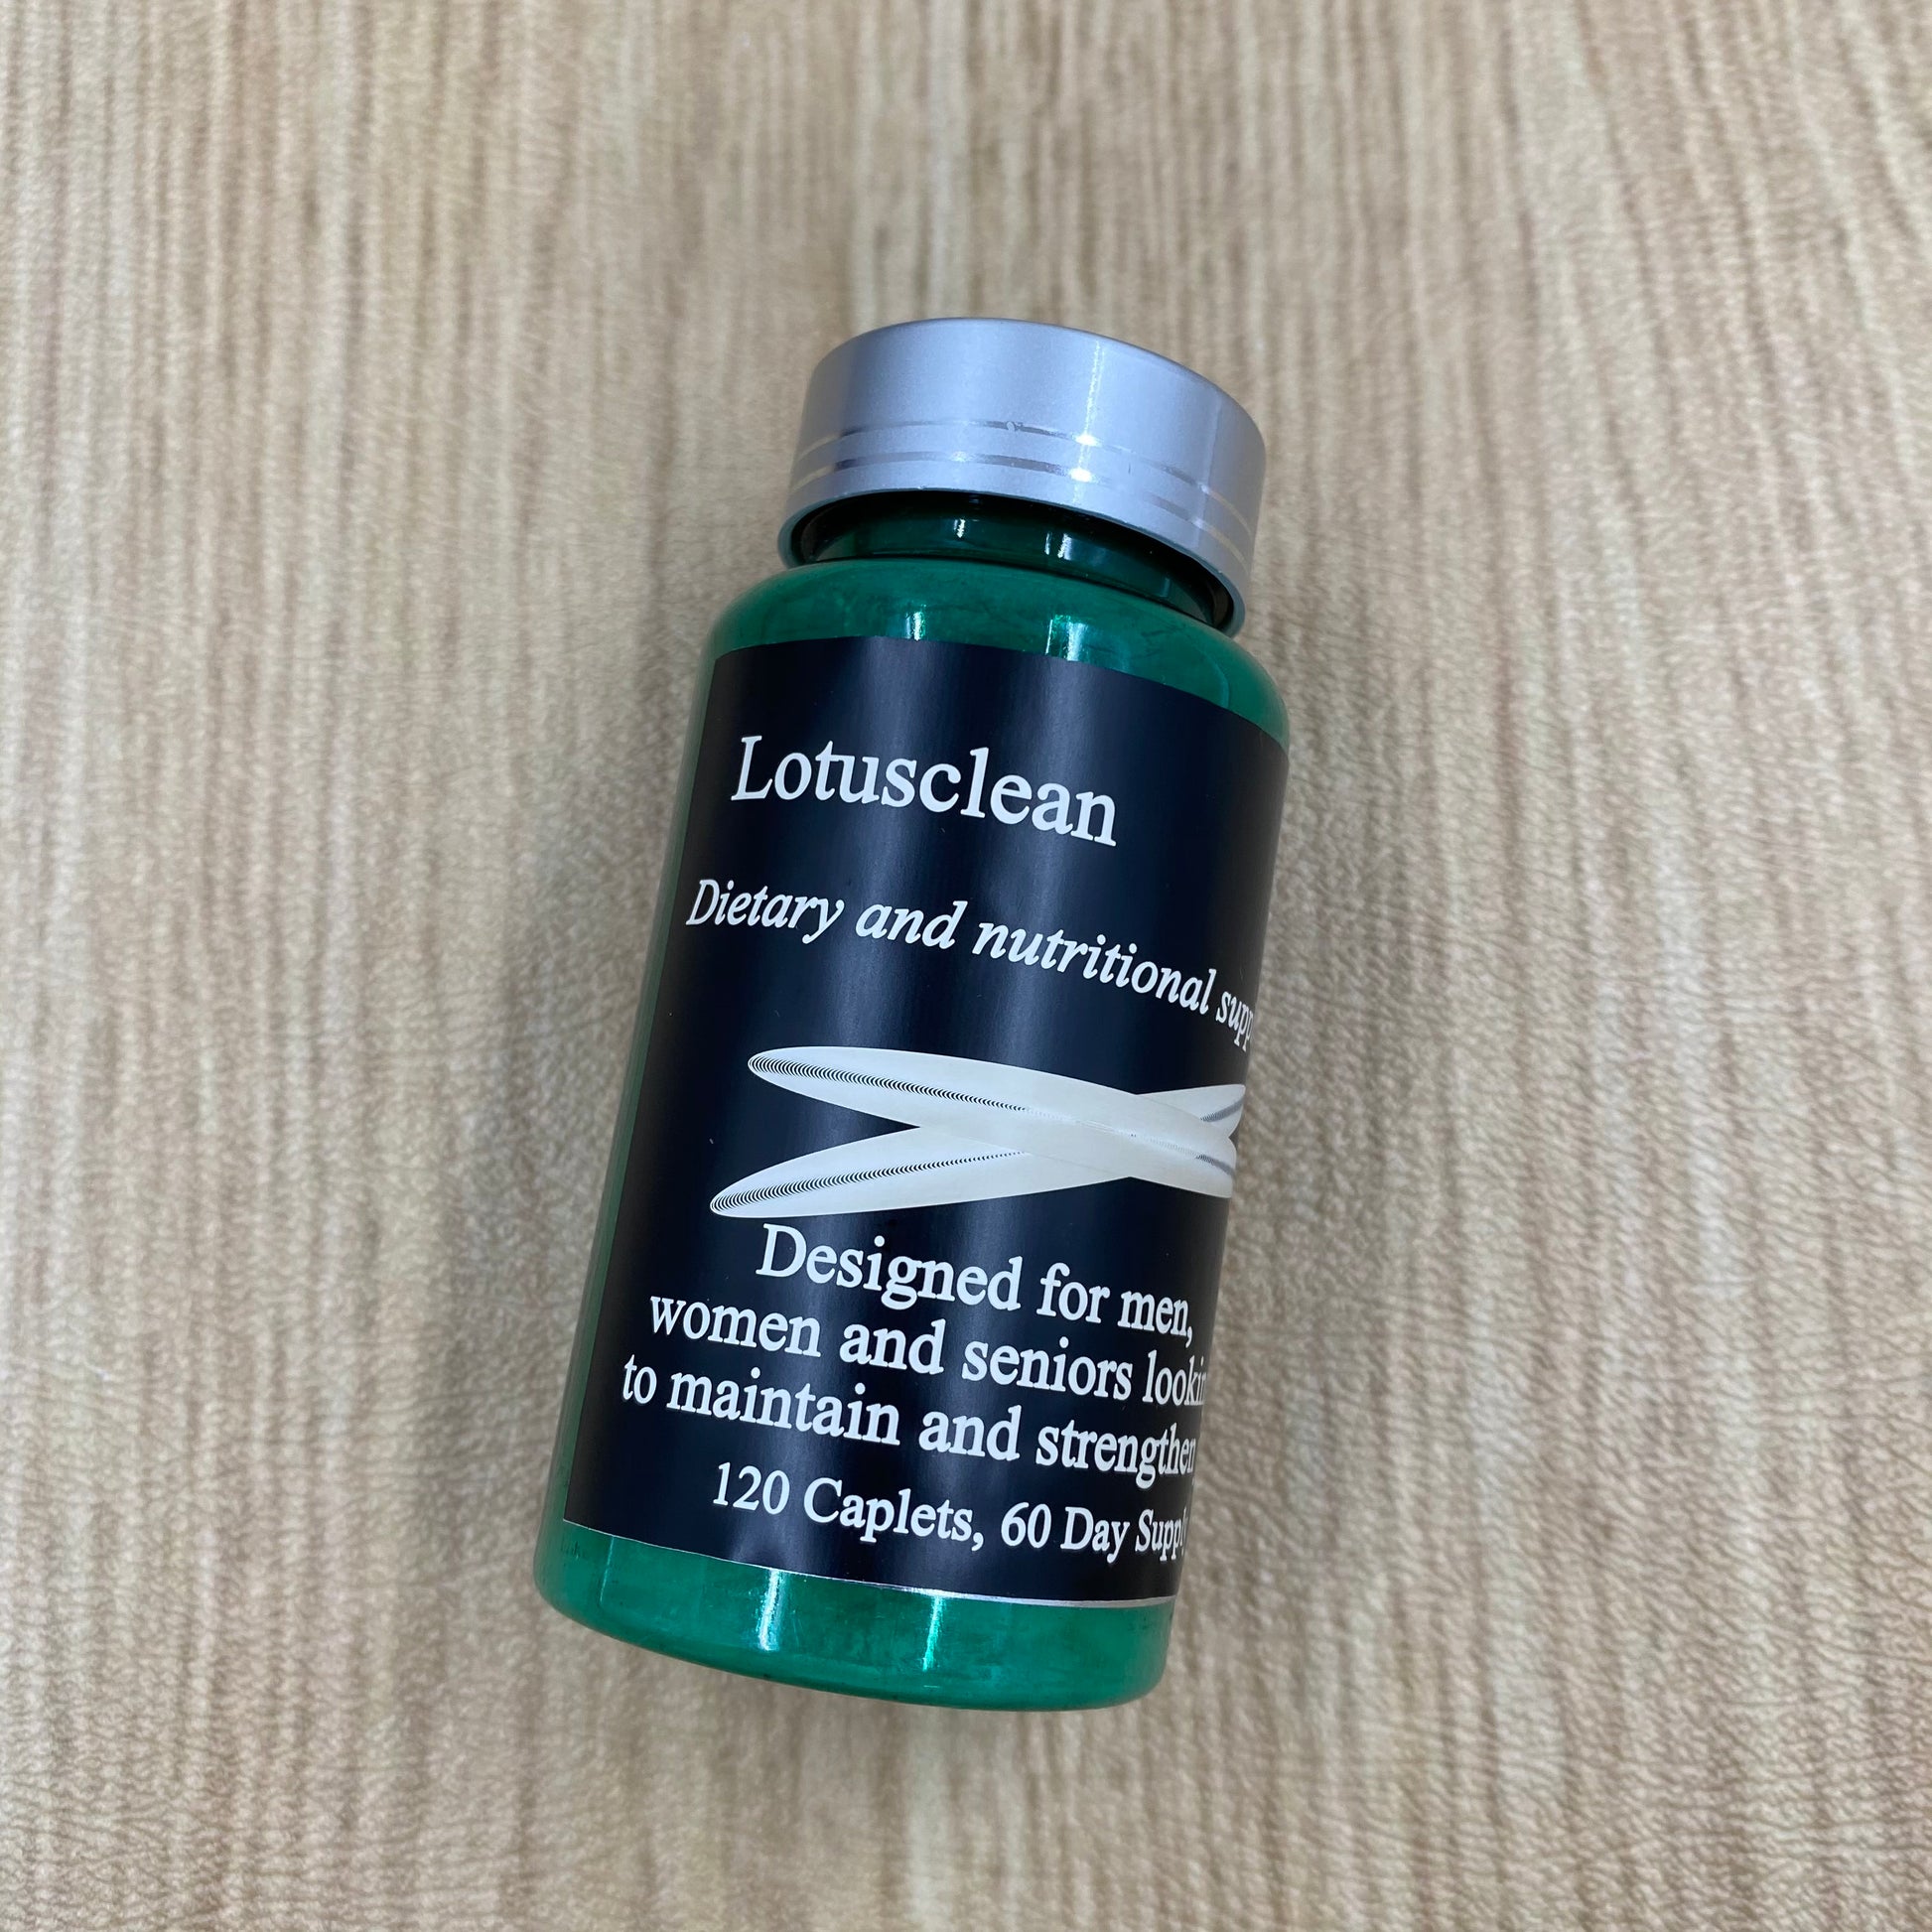 Lotusclean
Dietary and nutritional supp
Designed for men,
women and seniors lookin
to maintain and strengthen
120 Caplets, 60 Day Supply